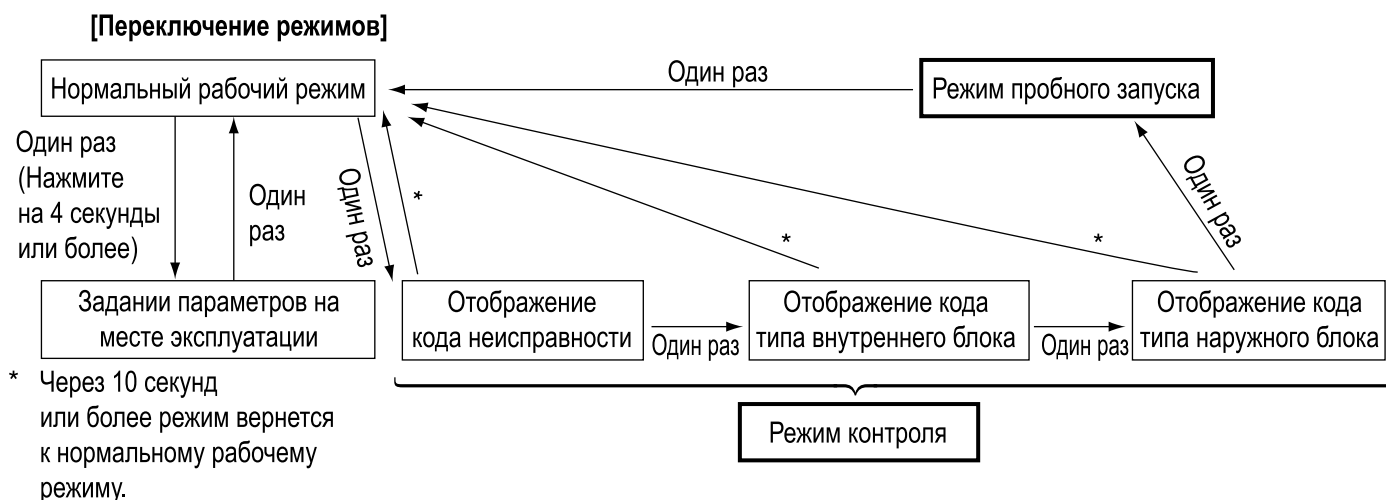 [Переключение режимов]
Нормальный рабочий режим
Один раз
Режим пробного запуска
Один раз
(Нажмите
на 4 секунды
или более)
Один
раз
Один раз
*
*
*
Один раз
Задании параметров на
месте эксплуатации
Отображение
кода неисправности
Один раз
Отображение кода
типа внутреннего блока
Один раз
Отображение кода
типа наружного блока
* Через 10 секунд
или более режим вернется
к нормальному рабочему
режиму.
Режим контроля